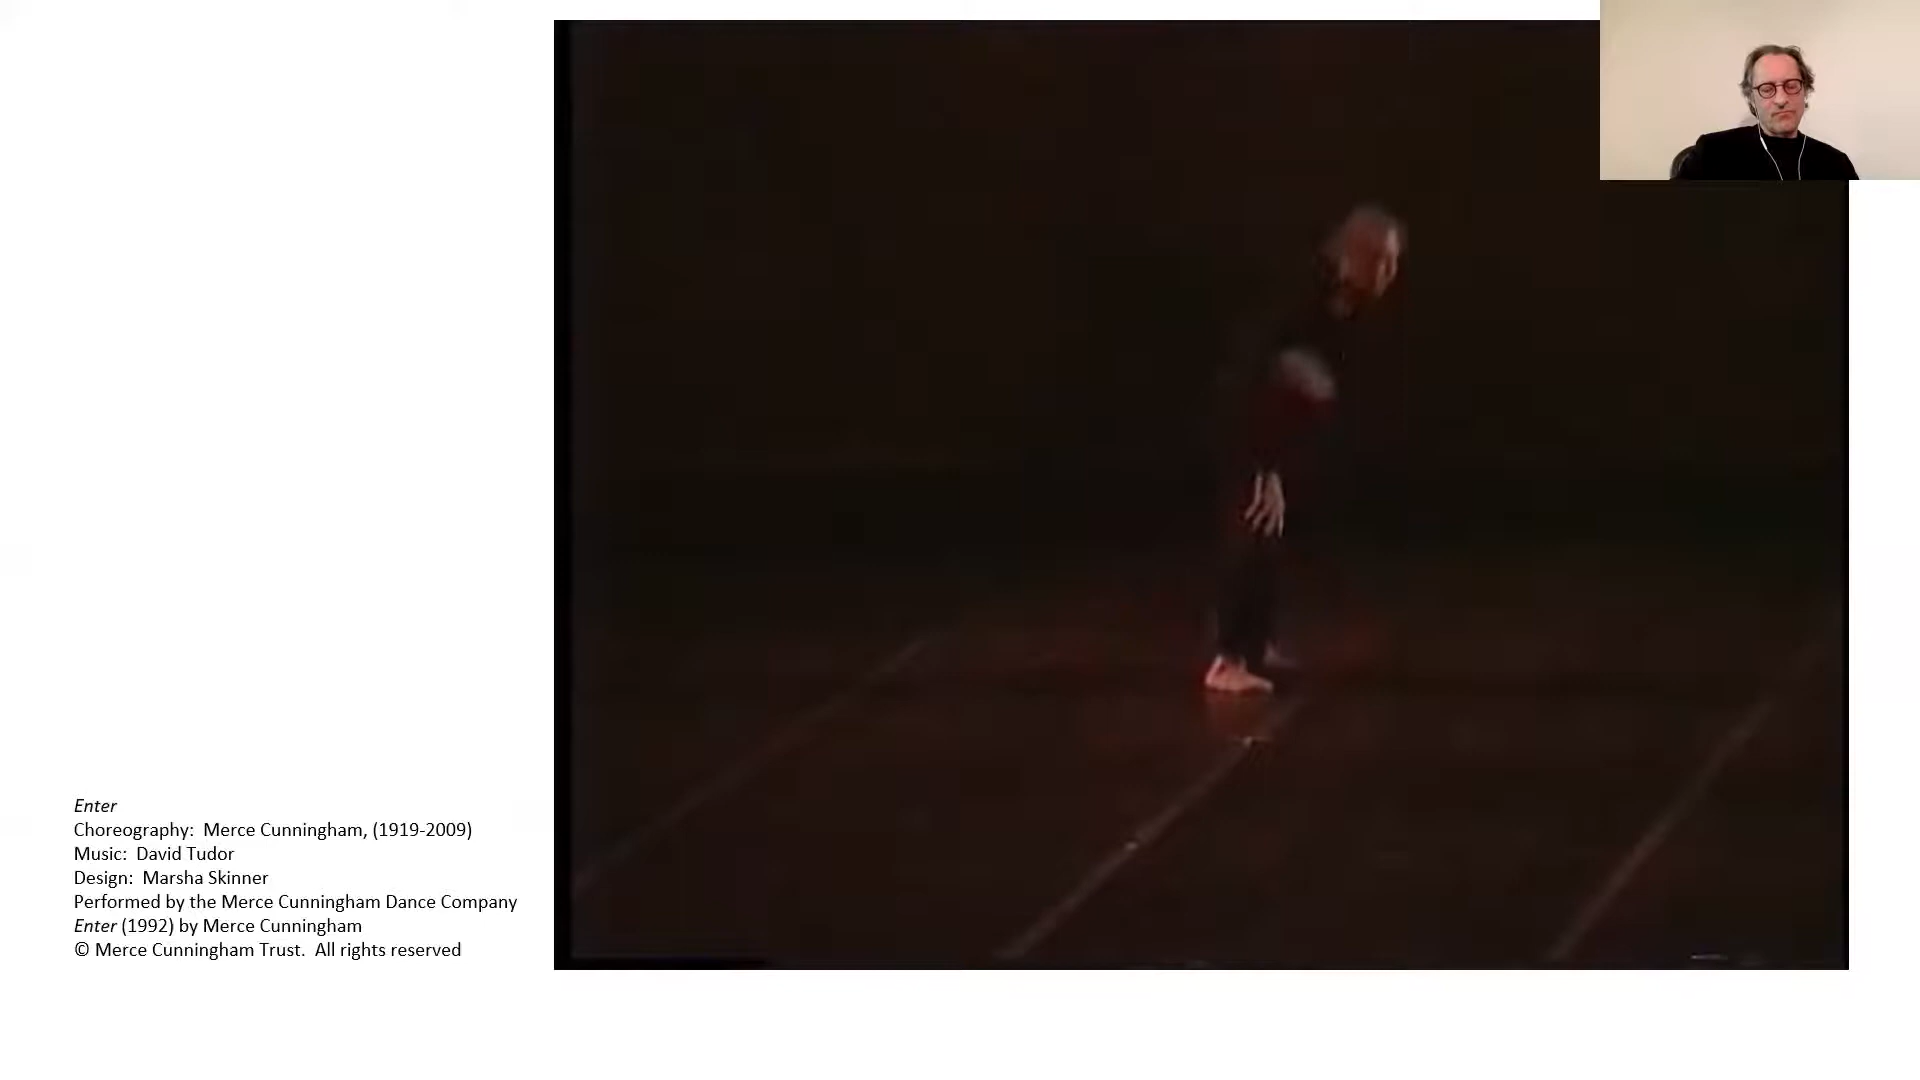 Enter
Choreography:  Merce Cunningham, (1919-2009)
Music:  David Tudor
Design:  Marsha Skinner
Performed by the Merce Cunningham Dance Company
Enter (1992) by Merce Cunningham
© Merce Cunningham Trust.  All rights reserved